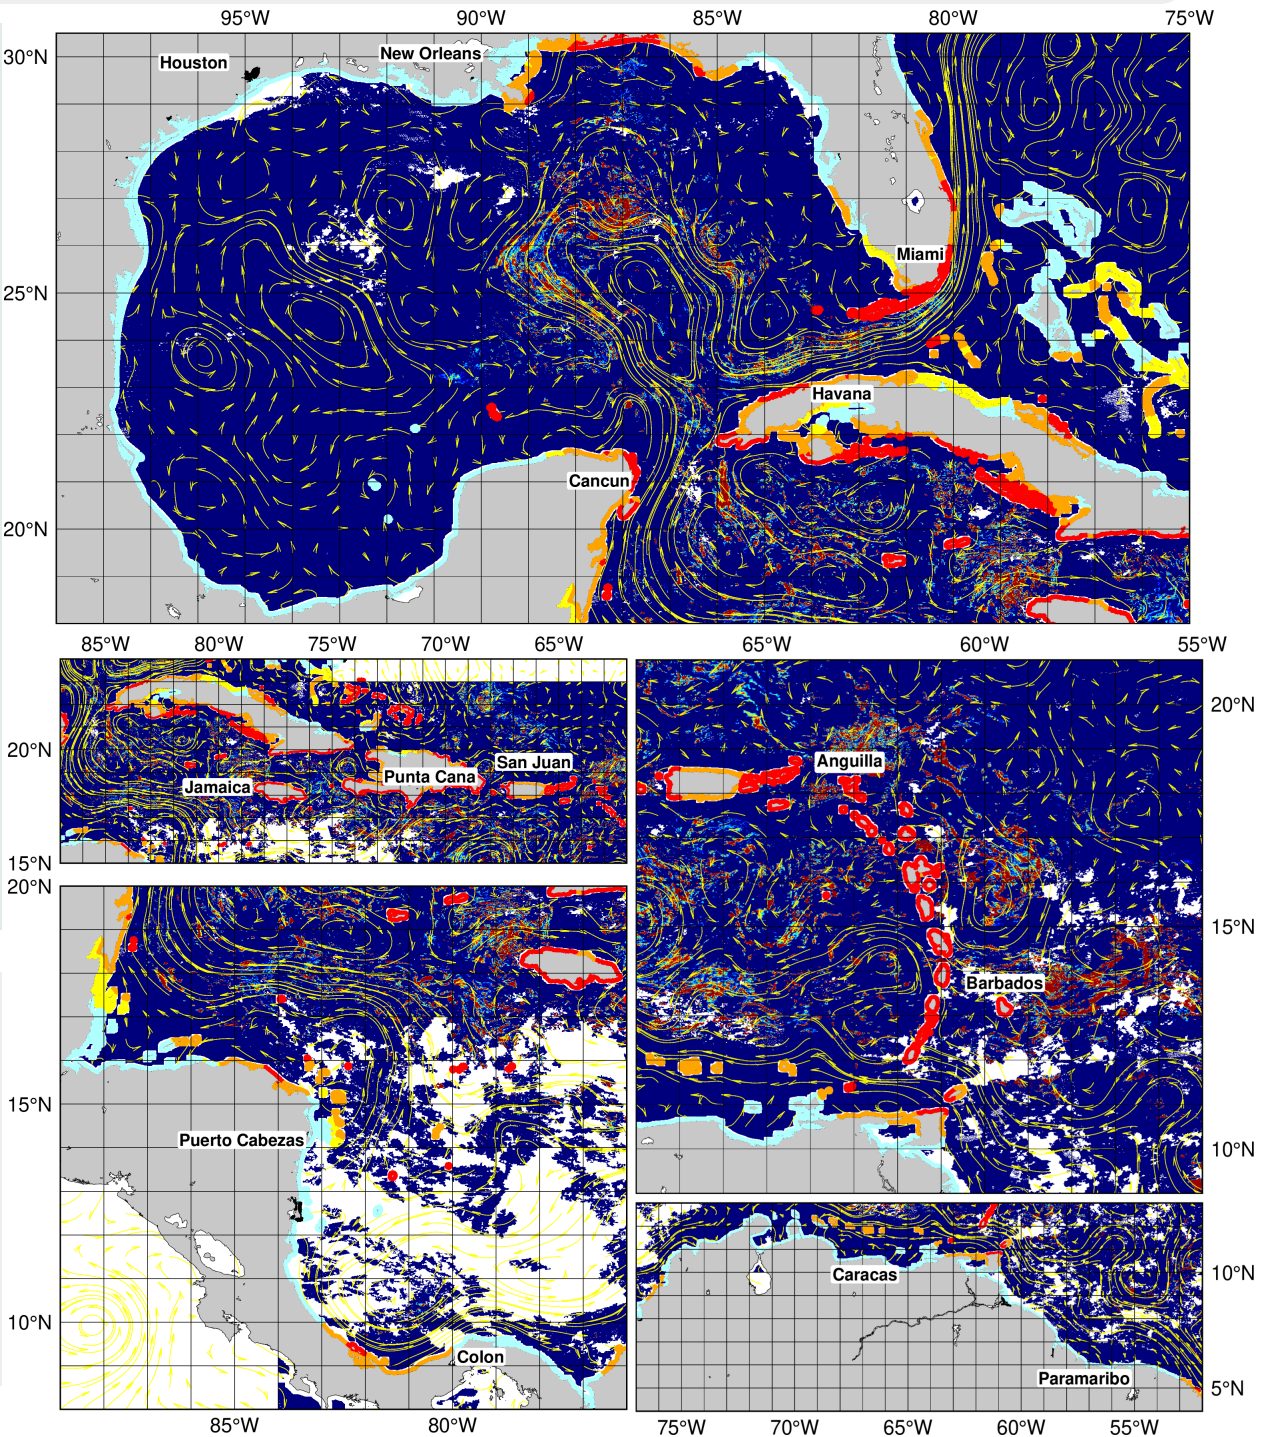 95°W 90°W 85°W 80°W 75°W
30°N
Houston
New Orleans
Miami
25°N
Havana
Cancun
20°N
85°W 80°W 75°W 70°W 65°W
20°N
Jamaica
Punta Cana
San Juan
15°N
65°W 60°W 55°W
20°N
Anguilla
15°N
Barbados
10°N
20°N
15°N
Puerto Cabezas
10°N
Colon
85°W 80°W
Caracas
10°N
Paramaribo
5°N
75°W 70°W 65°W 60°W 55°W